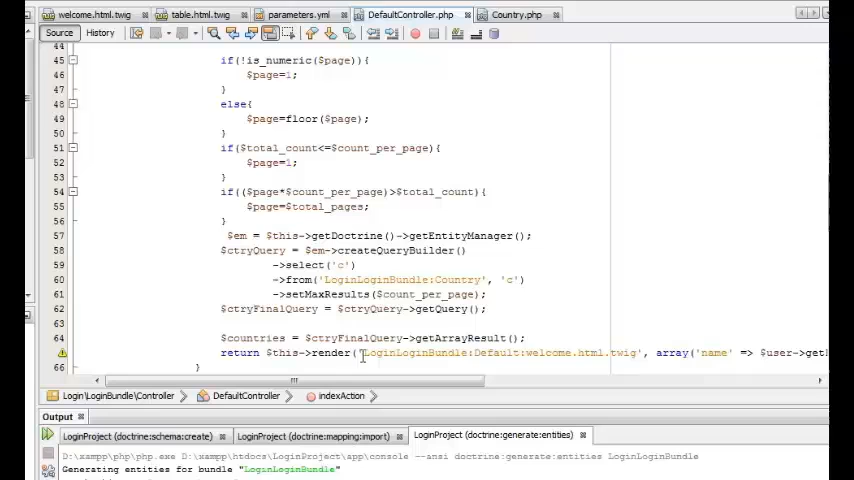 welcome.html.twig table.html.twig parameters.yml DefaultController.php Country.php
Source History
44
45 if(!is_numeric($page)){
46 $page=1;
47 }
48 else{
49 $page=floor($page);
50 }
51 if($total_count<=$count_per_page){
52 $page=1;
53 }
54 if(($page*$count_per_page)>$total_count){
55 $page=$total_pages;
56 }
57 $em = $this->getDoctrine()->getEntityManager();
58 $ctryQuery = $em->createQueryBuilder()
59 ->select('c')
60 ->from('LoginLoginBundle:Country', 'c')
61 ->setMaxResults($count_per_page);
62 $ctryFinalQuery = $ctryQuery->getQuery();
63
64 $countries = $ctryFinalQuery->getArrayResult();
return $this->render('LoginLoginBundle:Default:welcome.html.twig', array('name' => $user->get
66 }
Login\LoginBundle\Controller DefaultController indexAction
Output
LoginProject (doctrine:schema:create) LoginProject (doctrine:mapping:import) LoginProject (doctrine:generate:entities)
D:\xampp\php\php.exe D:\xampp\htdocs\LoginProject\app\console --ansi doctrine:generate:entities LoginLoginBundle
Generating entities for bundle "LoginLoginBundle"